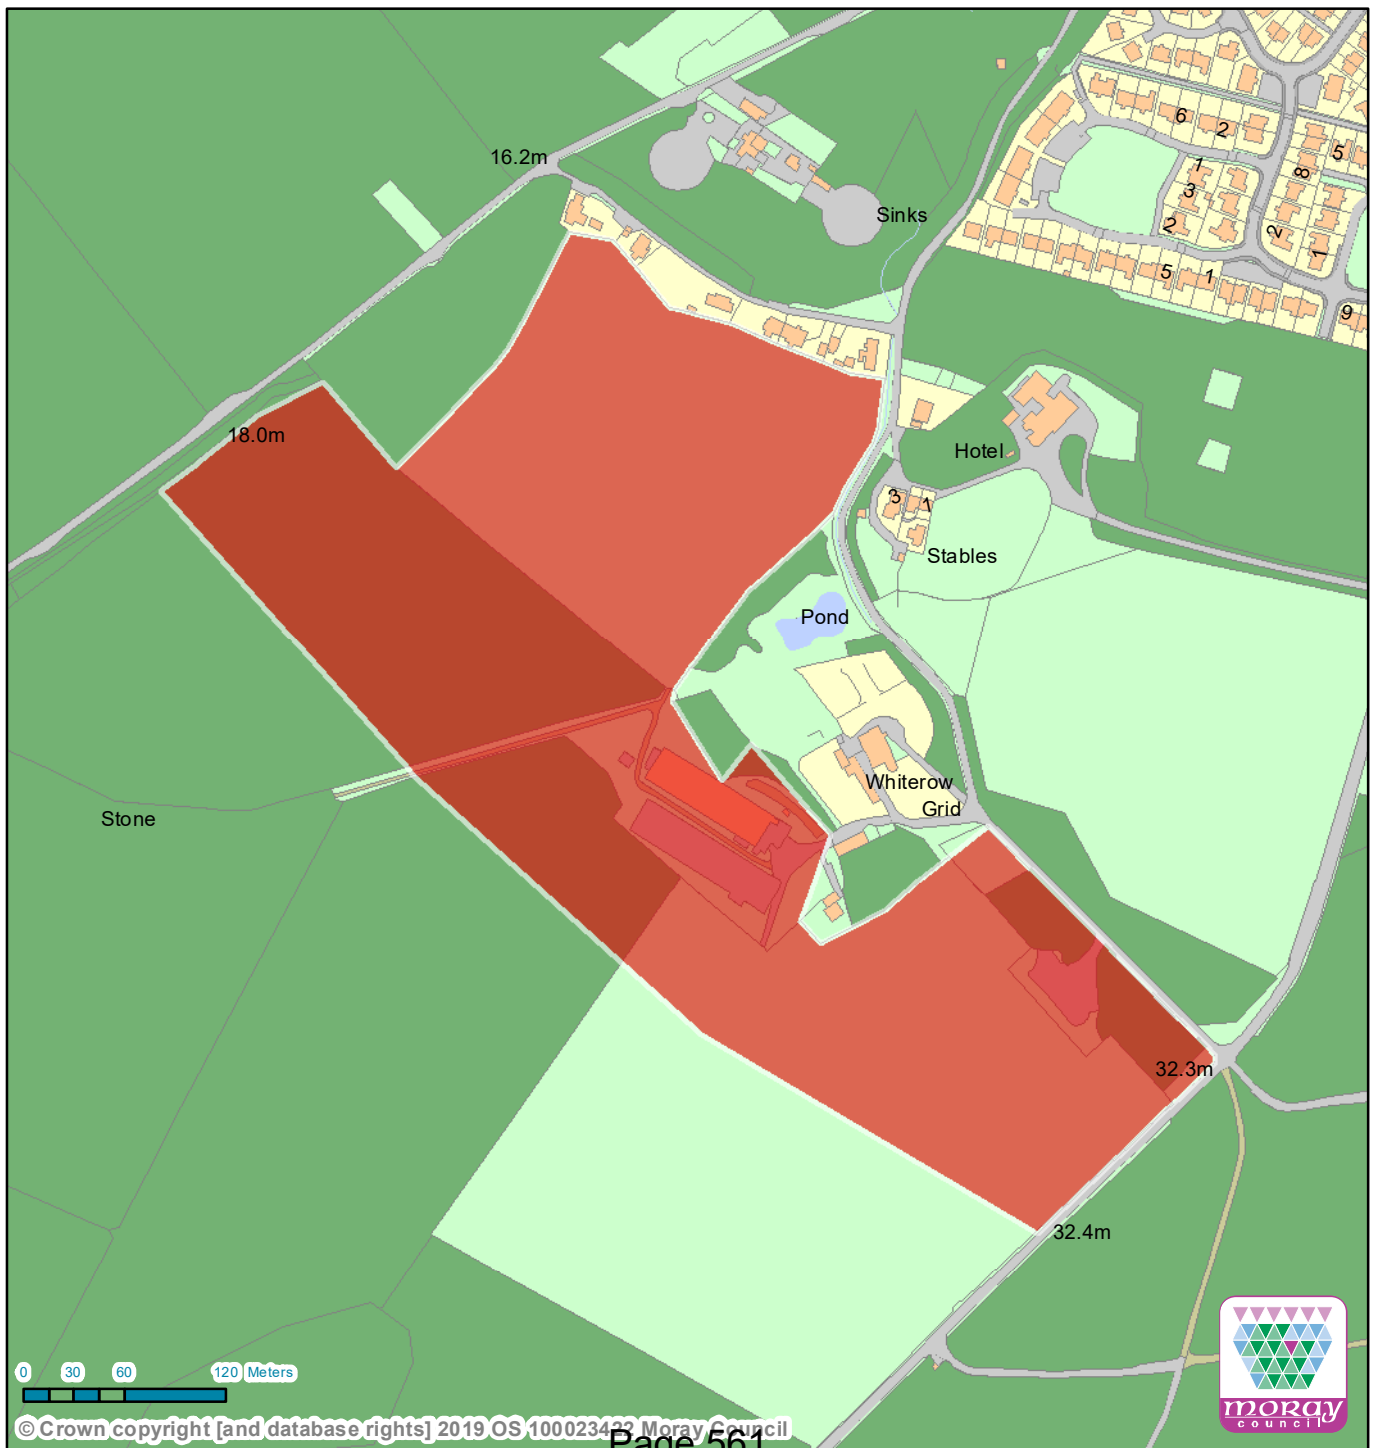 6
2
5
16.2m
1
8
3
Sinks
2
2
1
5
1
9
18.0m
Hotel
3
1
Stables
Pond
Whiterow
Grid
Stone
32.3m
32.4m
0 30 60 120 Meters
© Crown copyright [and database rights] 2019 OS 100023422 Moray Council
Page 561
moray
council